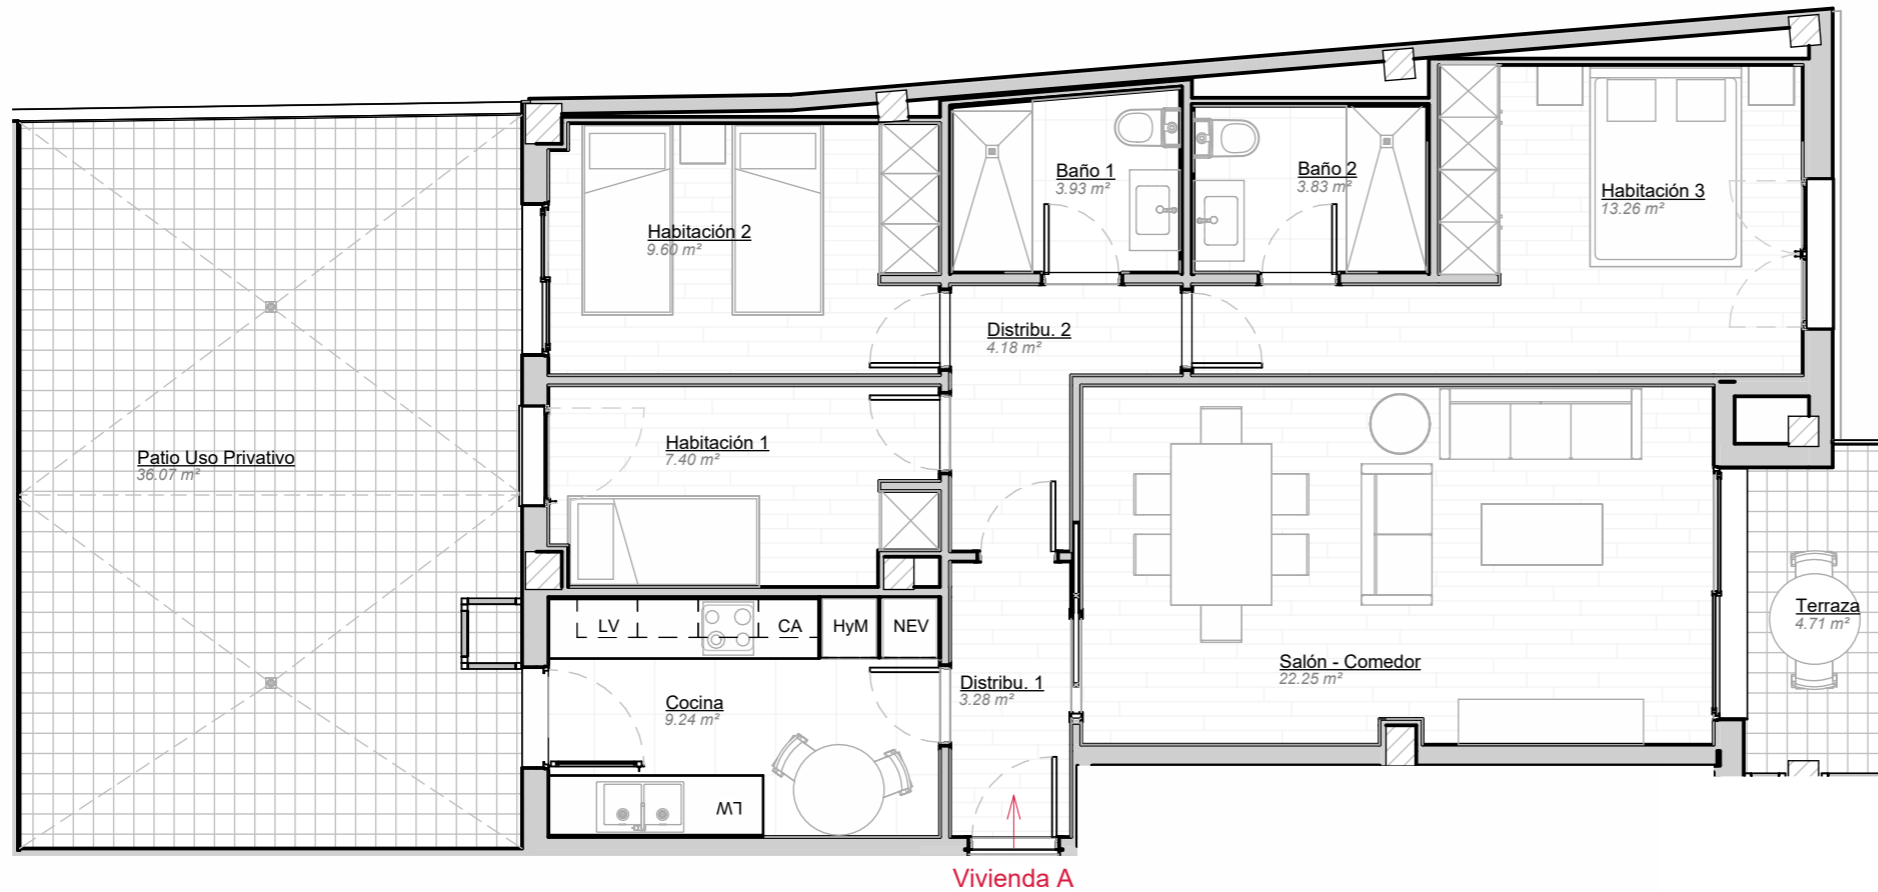 Baño 1
3.93 m²
Baño 2
3.83 m²
Habitación 3
13.26 m²
Habitación 2
9.60 m²
Distribu. 2
4.18 m²
Habitación 1
7.40 m²
Patio Uso Privativo
36.07 m²
LV
CA
HyM
NEV
Terraza
4.71 m²
Salón - Comedor
22.25 m²
Distribu. 1
3.28 m²
Cocina
9.24 m²
LW
Vivienda A